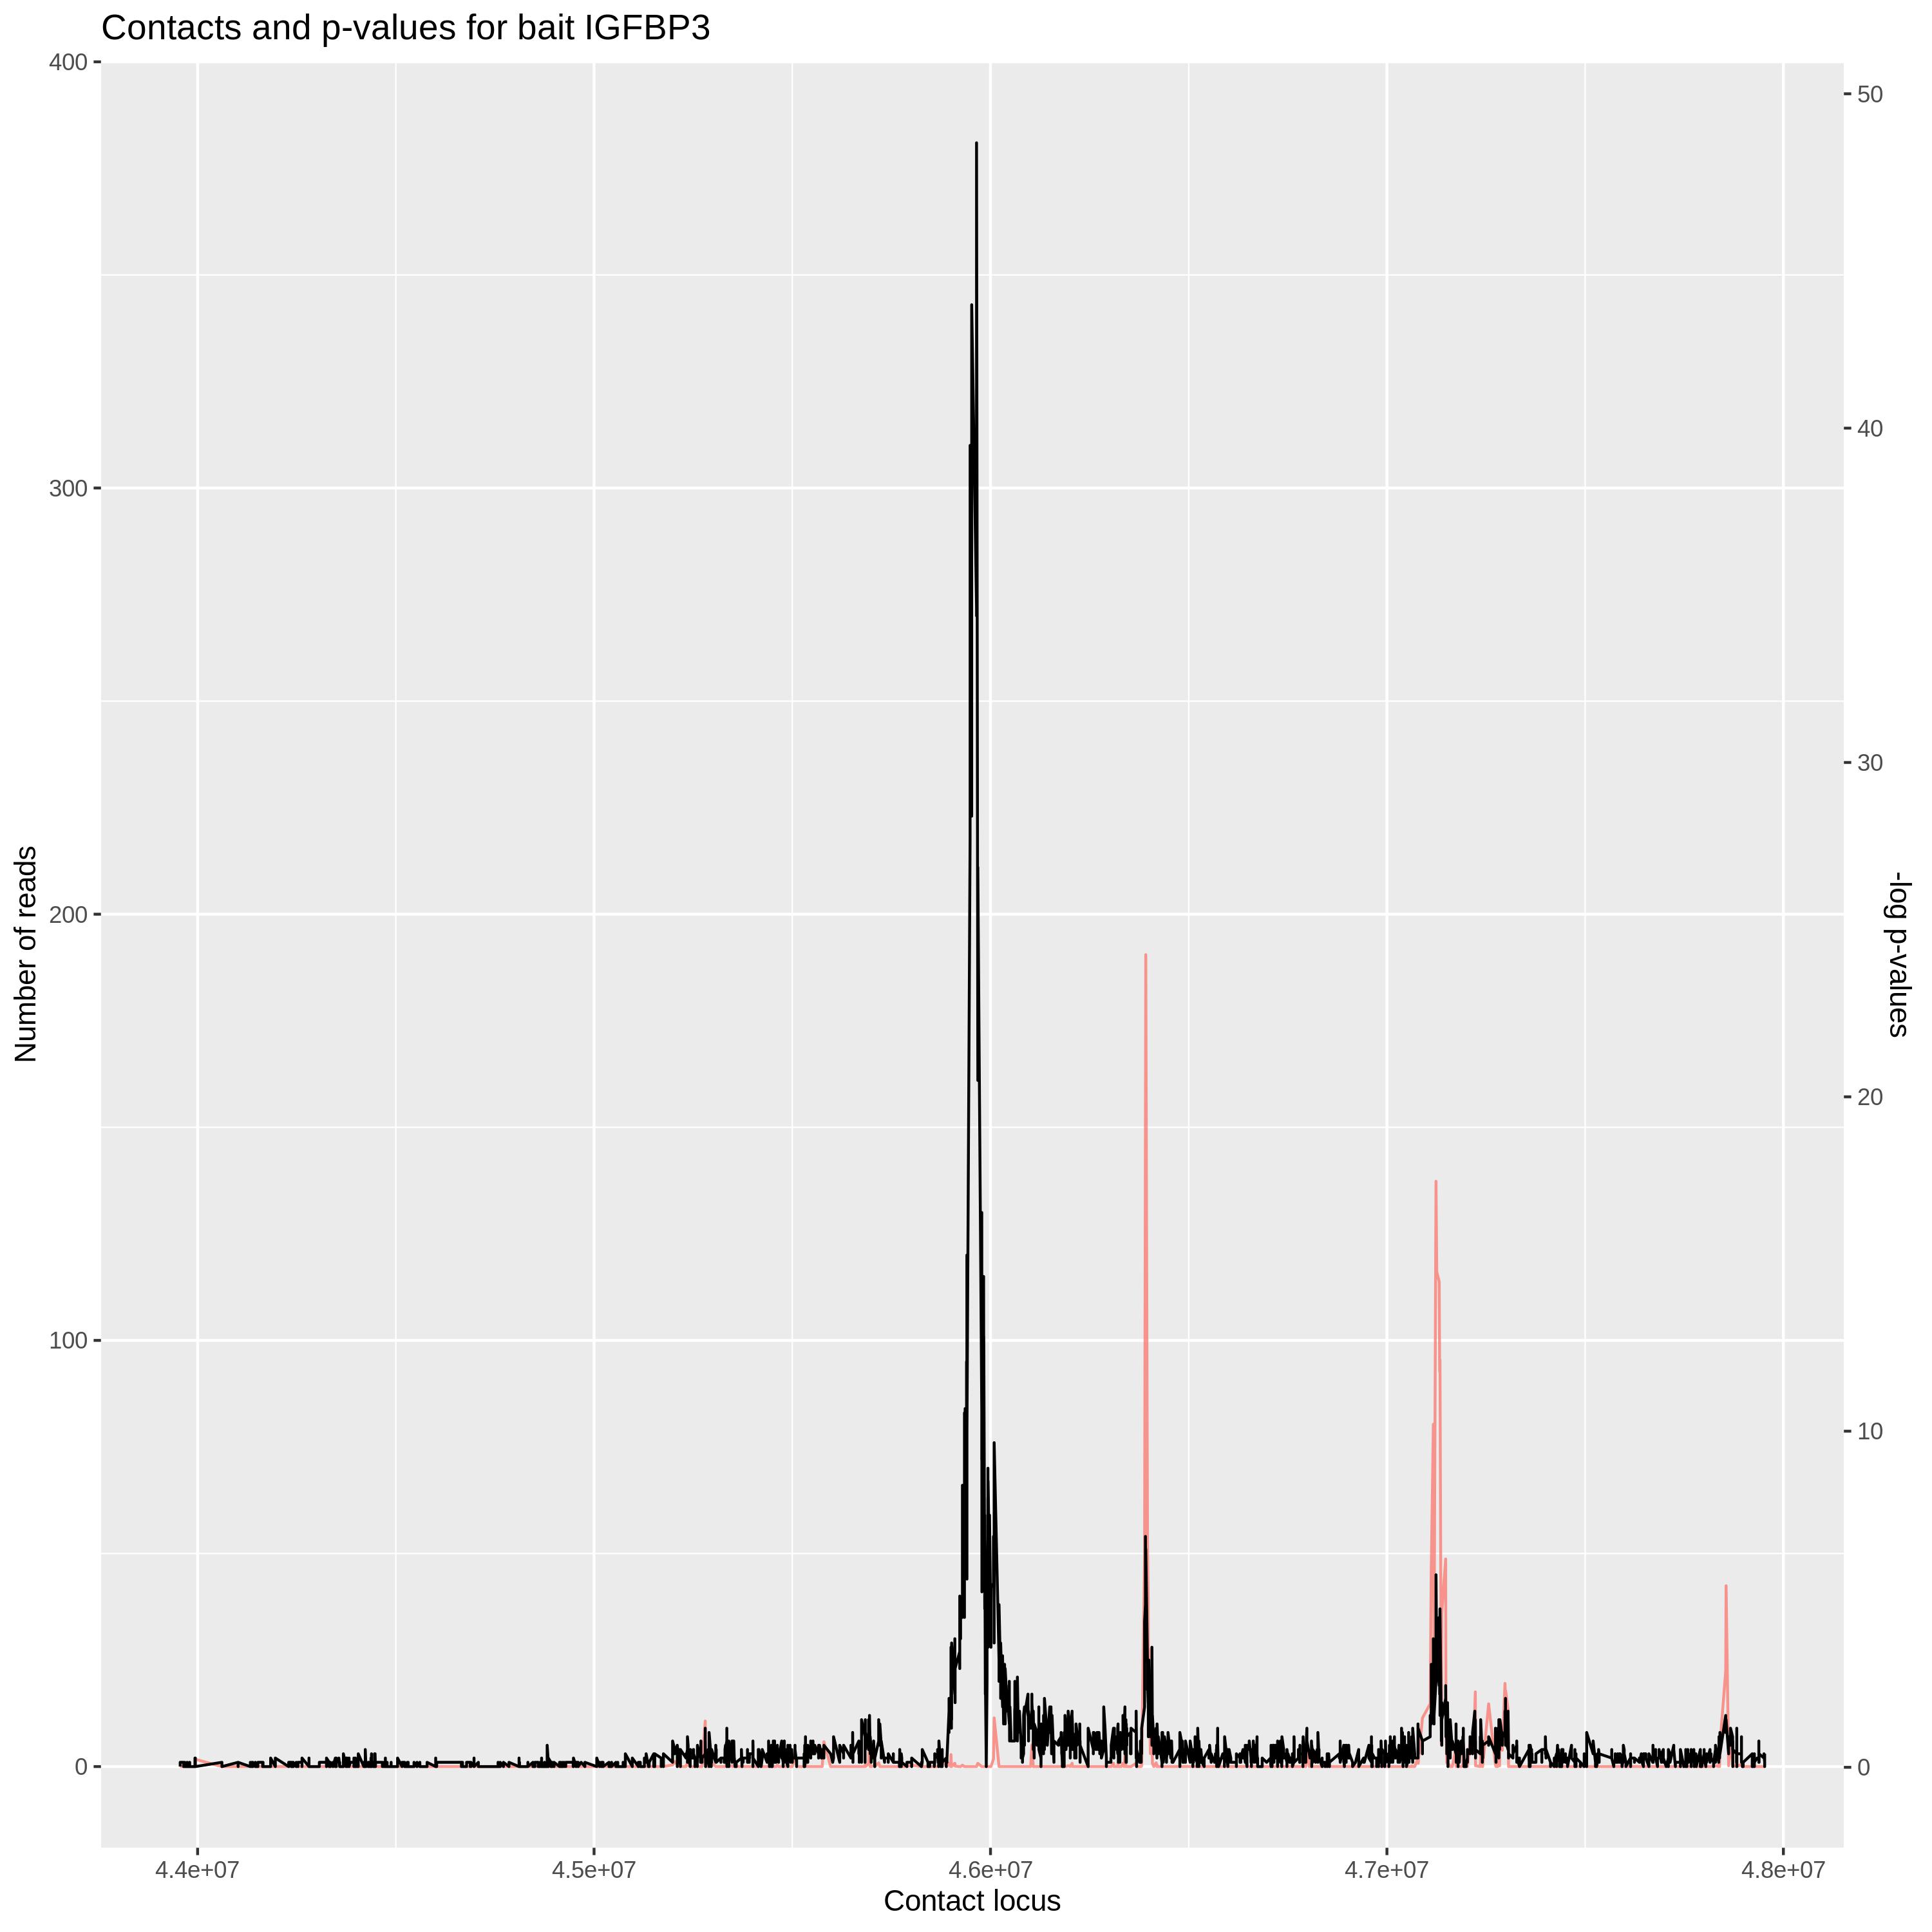 Contacts and p-values for bait IGFBP3
400
300
200
100
0
Number of reads
50
40
30
20
10
0
-log p-values
4.4e+07
4.5e+07
4.6e+07
4.7e+07
4.8e+07
Contact locus